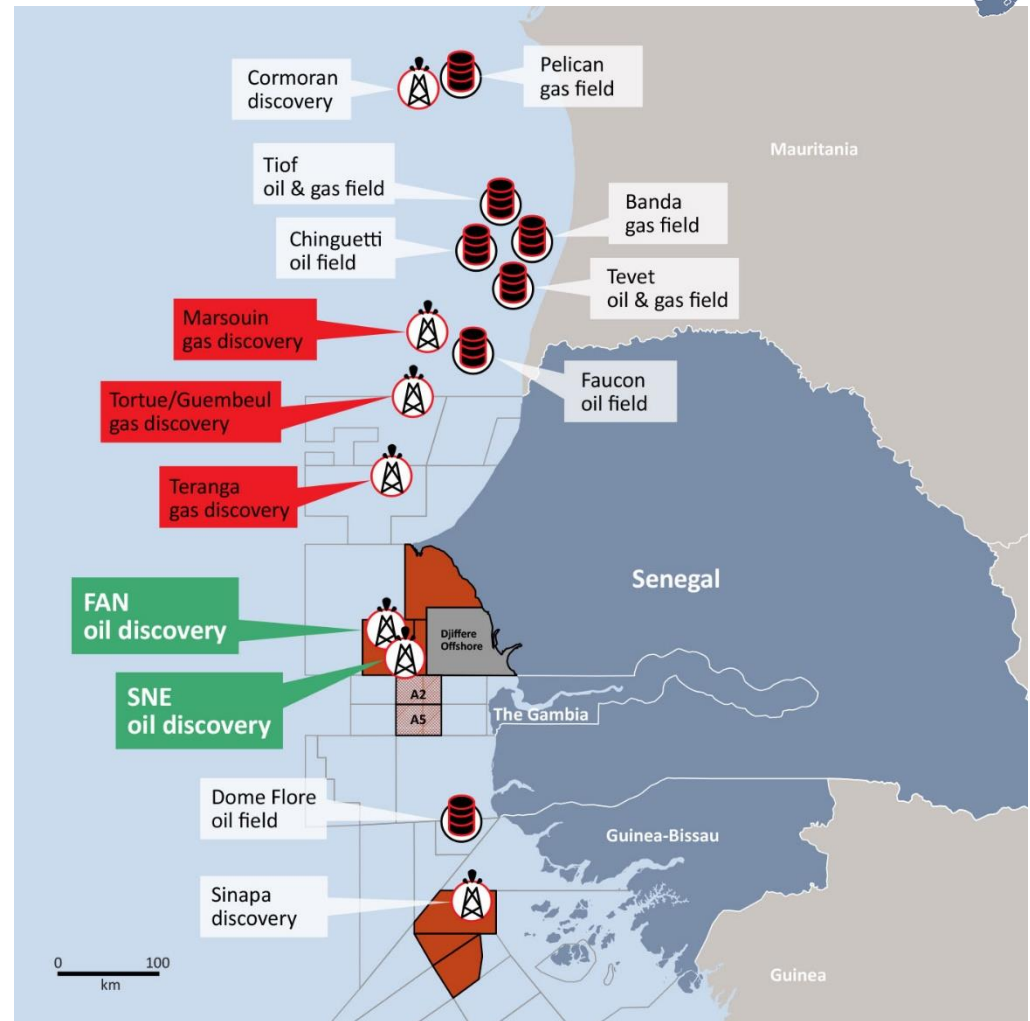 Cormoran
discovery
Pelican
gas field
Mauritania
Tiof
oil & gas field
Banda
gas field
Chinguetti
oil field
Tevet
oil & gas field
Marsouin
gas discovery
Faucon
oil field
Tortue/Guembeul
gas discovery
Teranga
gas discovery
Senegal
FAN
oil discovery
Djiffere
Offshore
SNE
oil discovery
A2
The Gambia
A5
Dome Flore
oil field
Guinea-Bissau
Sinapa
discovery
0 100
km
Guinea